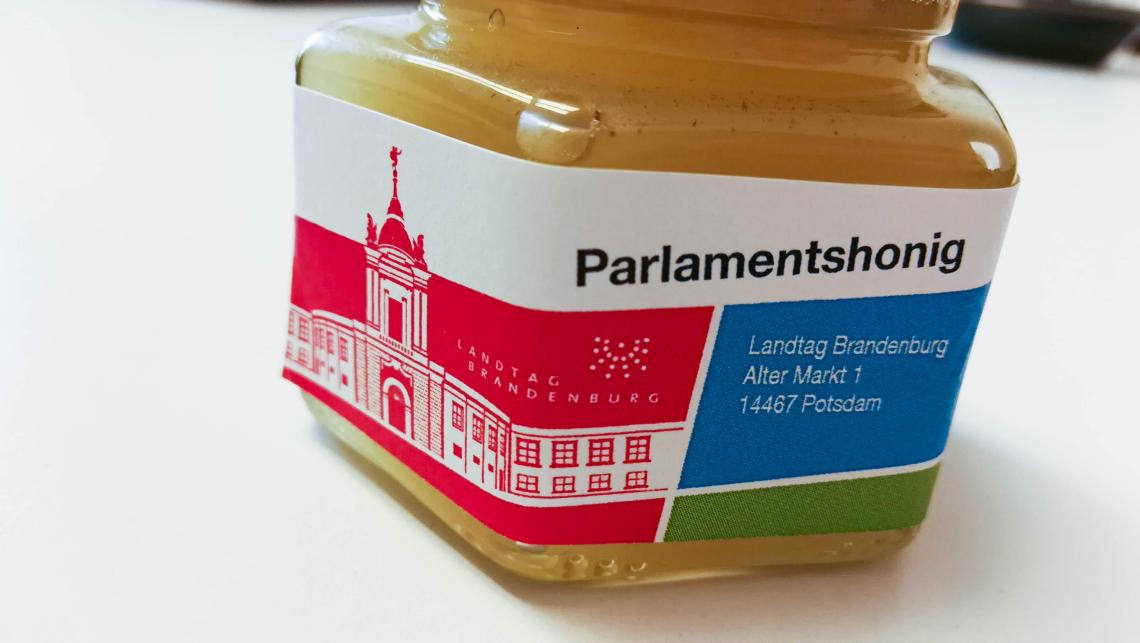 Parlamentshonig
LANDTAG
BRANDENBURG
Landtag Brandenburg
Alter Markt 1
14467 Potsdam